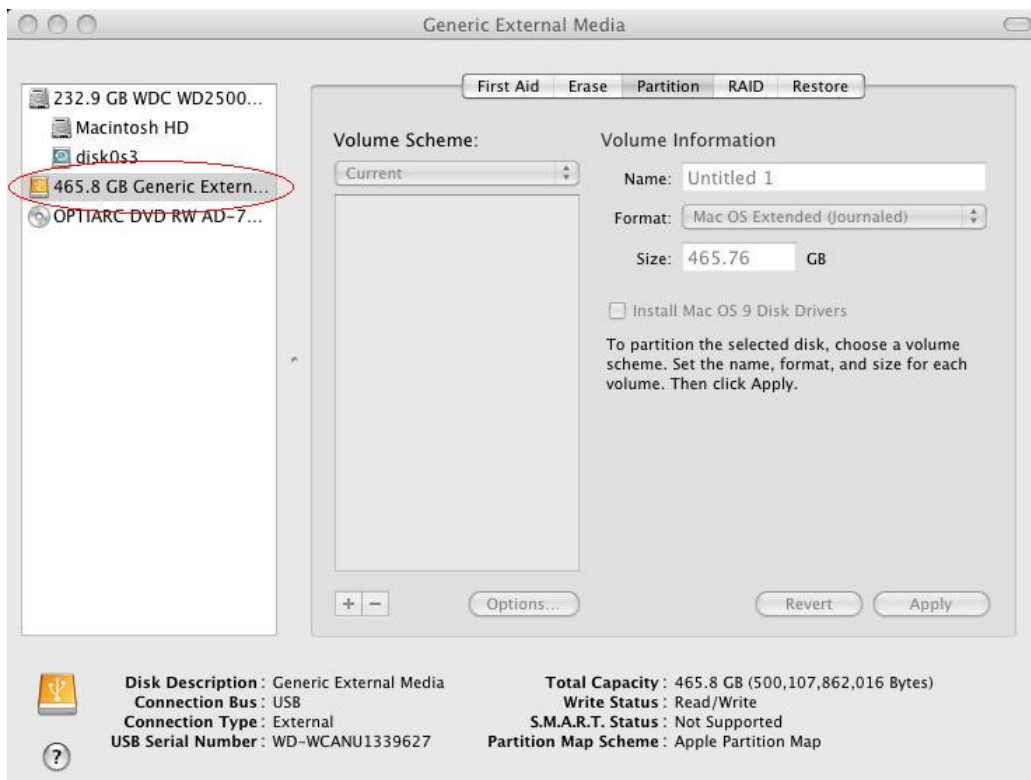 Generic External Media
232.9 GB WDC WD2500...
Macintosh HD
disk0s3
465.8 GB Generic Extern...
OPTIARC DVD RW AD-7...
First Aid Erase Partition RAID Restore
Volume Scheme:
Current
Volume Information
Name: Untitled 1
Format: Mac OS Extended (Journaled)
Size: 465.76 GB
Install Mac OS 9 Disk Drivers
To partition the selected disk, choose a volume
scheme. Set the name, format, and size for each
volume. Then click Apply.
+ − Options... Revert Apply
Disk Description : Generic External Media
Connection Bus : USB
Connection Type : External
USB Serial Number : WD-WCANU1339627
Total Capacity : 465.8 GB (500,107,862,016 Bytes)
Write Status : Read/Write
S.M.A.R.T. Status : Not Supported
Partition Map Scheme : Apple Partition Map
?